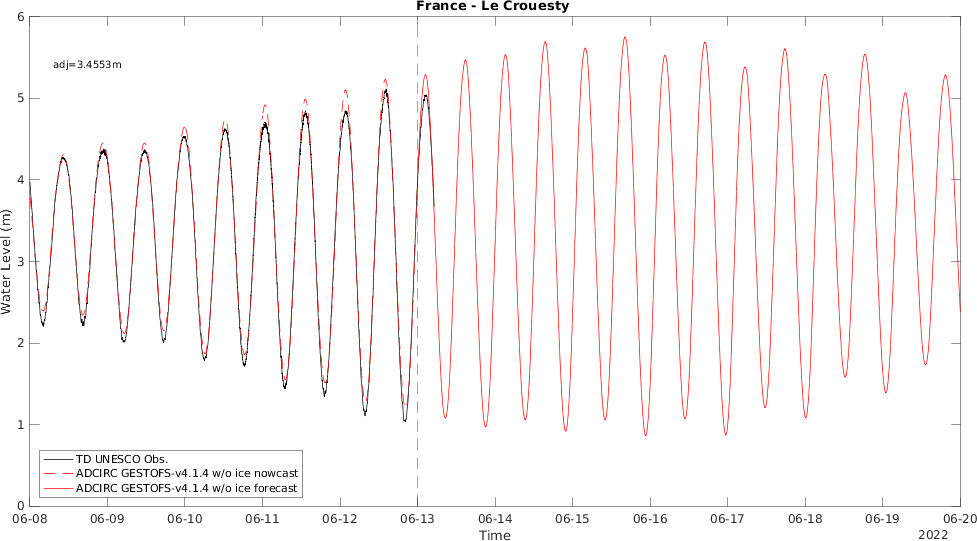 France - Le Crouesty
adj=3.4553m
6
5
4
3
2
1
0
Water Level (m)
TD UNESCO Obs.
ADCIRC GESTOFS-v4.1.4 w/o ice nowcast
ADCIRC GESTOFS-v4.1.4 w/o ice forecast
06-08 06-09 06-10 06-11 06-12 06-13 06-14 06-15 06-16 06-17 06-18 06-19 06-20
Time
2022